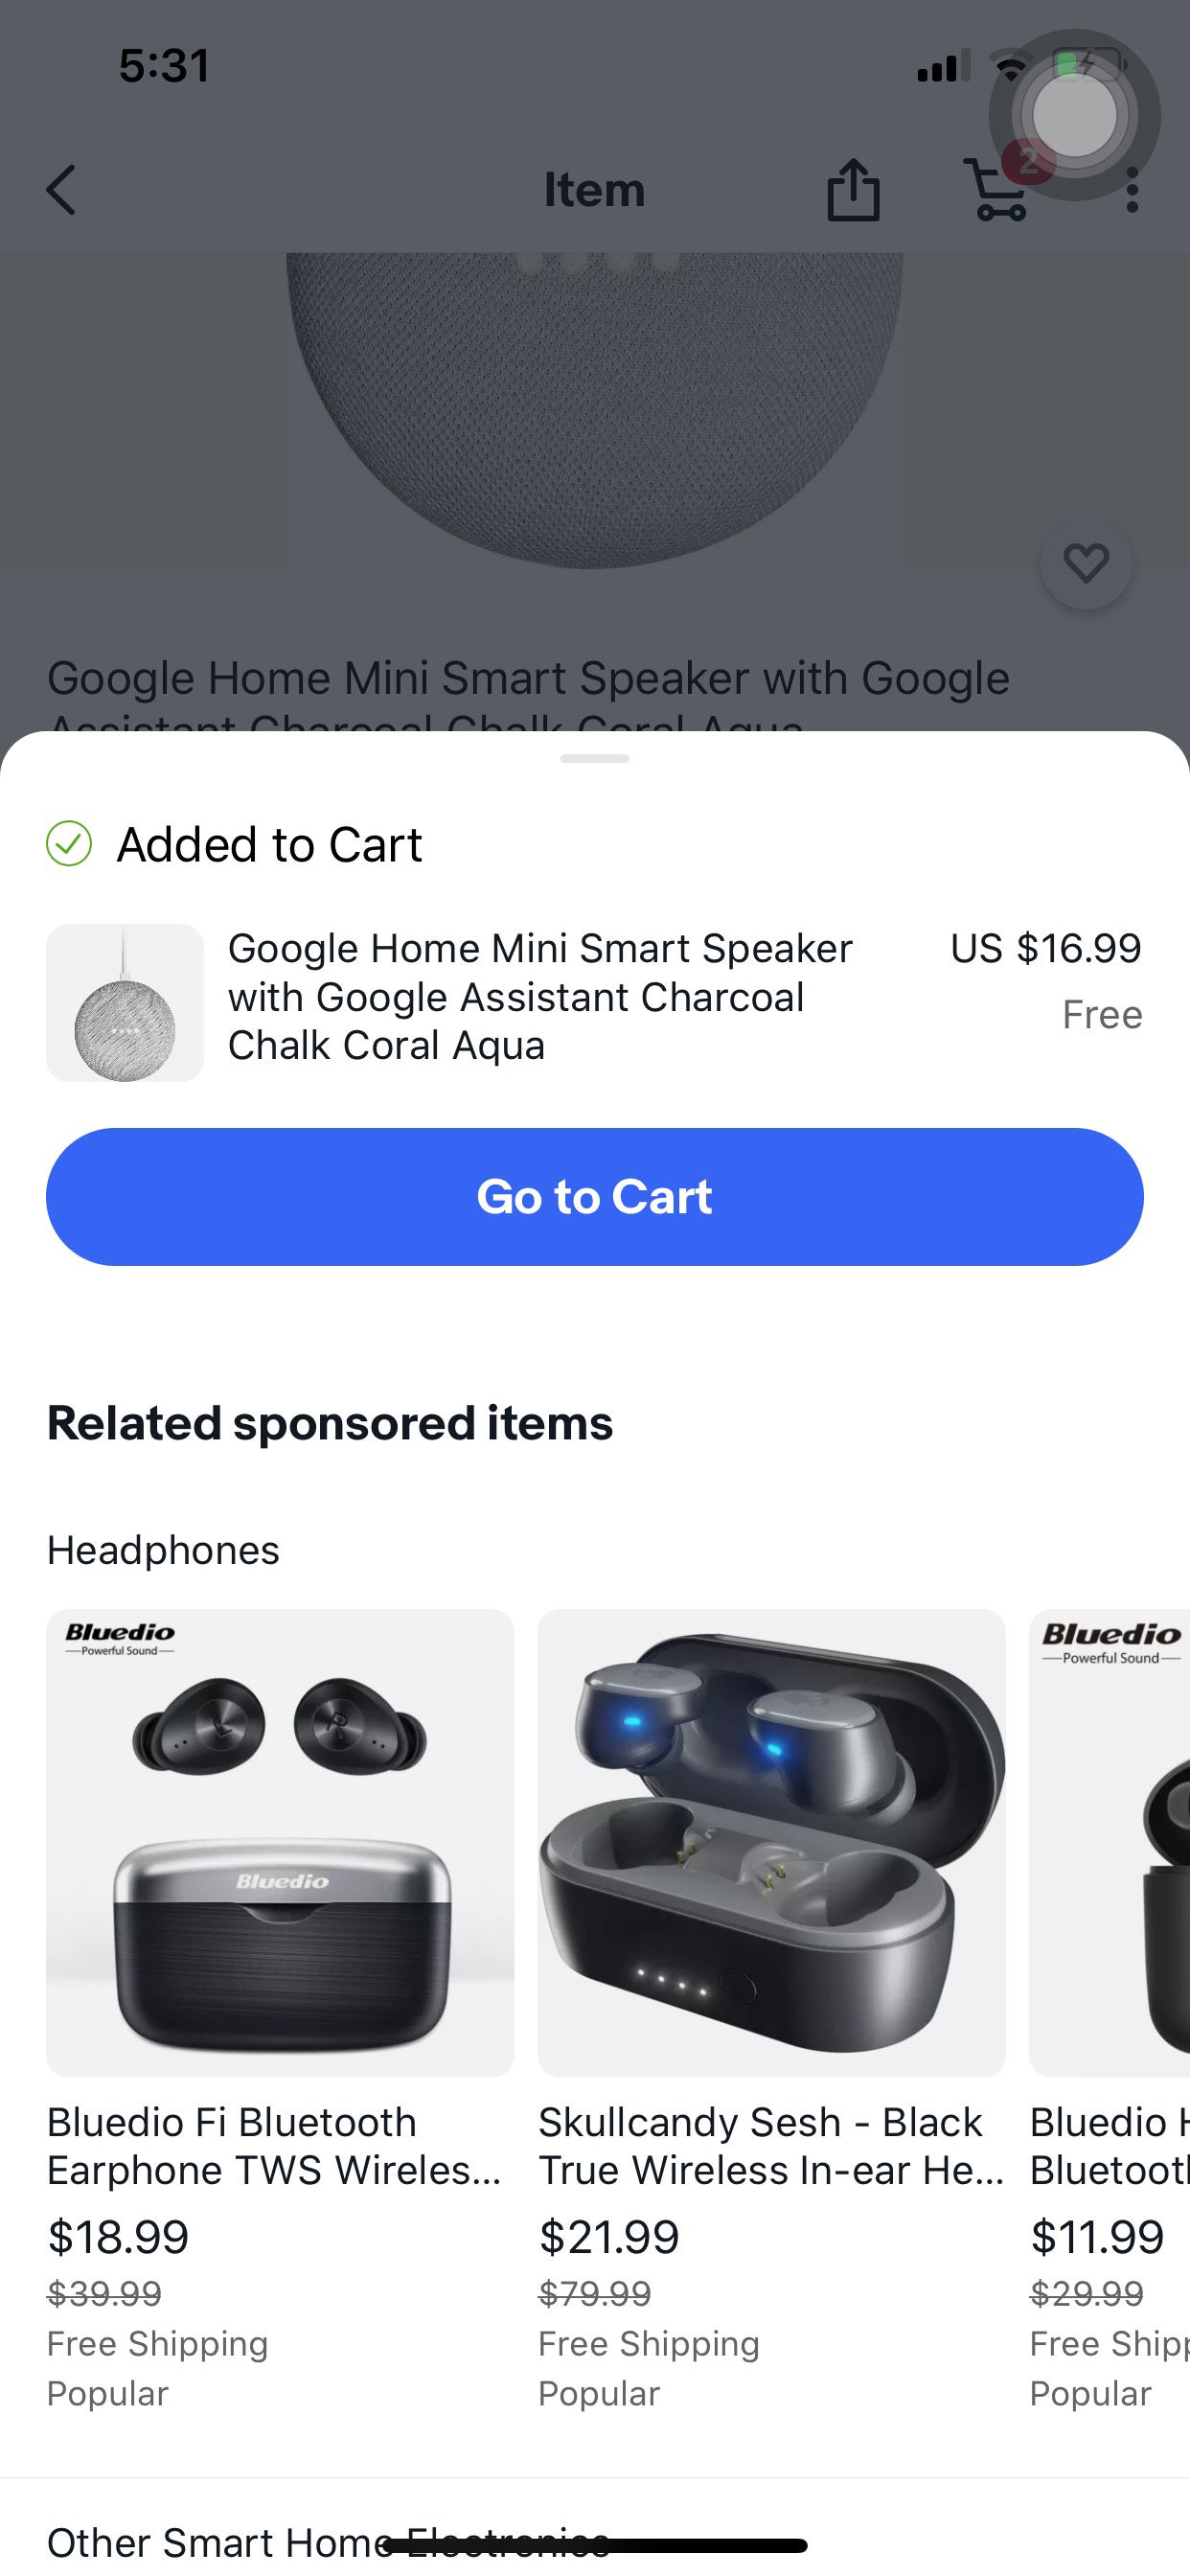 5:31
Item
2
Google Home Mini Smart Speaker with Google
Assistant Charcoal Chalk Coral Aqua
Added to Cart
Google Home Mini Smart Speaker
with Google Assistant Charcoal
Chalk Coral Aqua
US $16.99
Free
Go to Cart
Related sponsored items
Headphones
Bluedio
Powerful Sound
R
Bluedio
Bluedio
Powerful Sound
Bluedio Fi Bluetooth
Earphone TWS Wireles...
$18.99
$39.99
Free Shipping
Popular
Skullcandy Sesh - Black
True Wireless In-ear He...
$21.99
$79.99
Free Shipping
Popular
Bluedio
$11.99
$29.99
Free
Popular
Other Smart Home Electronics